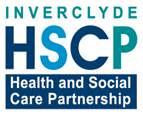 INVERCLYDE
HSCP
Health and Social
Care Partnership